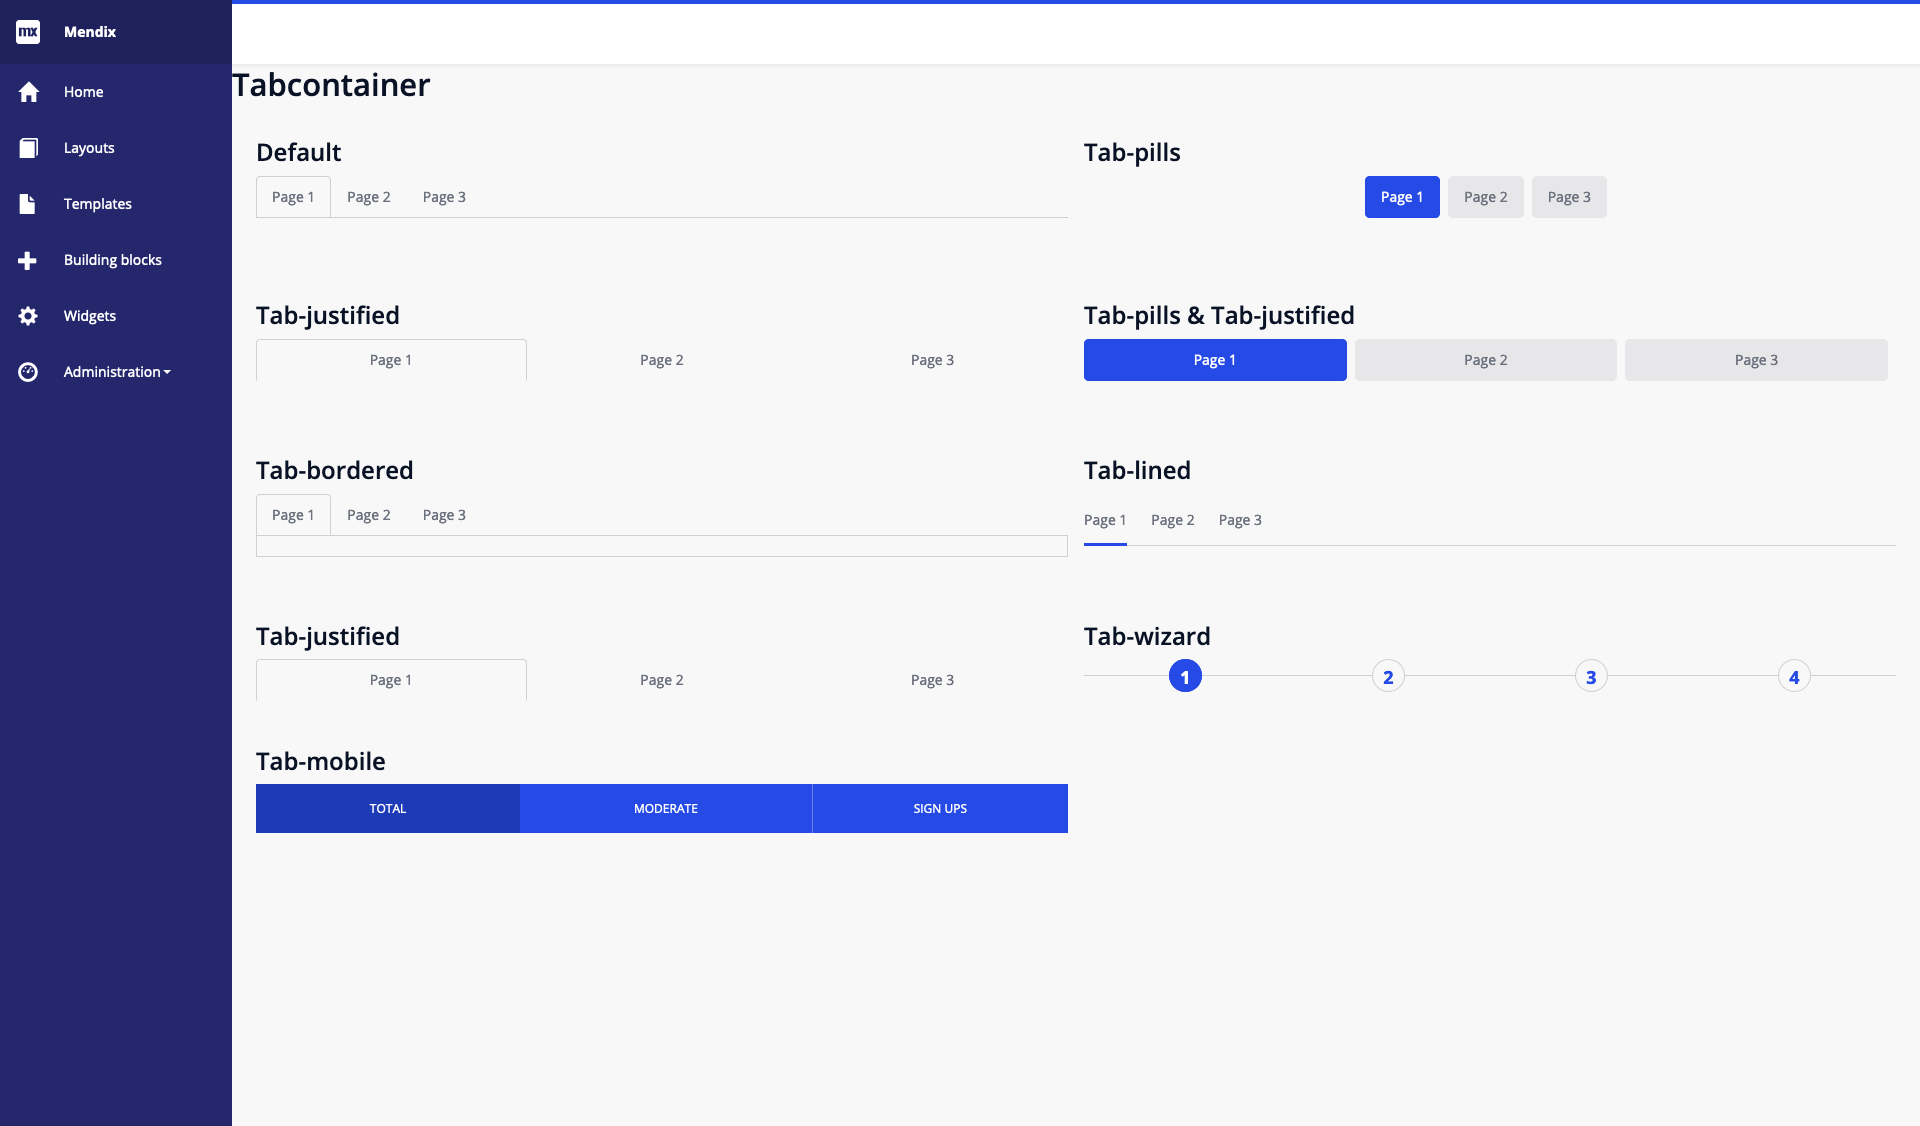 mx Mendix
Home
Layouts
Templates
Building blocks
Widgets
Administration
Tabcontainer
Default
Page 1 Page 2 Page 3
Tab-pills
Page 1 Page 2 Page 3
Tab-justified
Page 1 Page 2 Page 3
Tab-pills & Tab-justified
Page 1 Page 2 Page 3
Tab-bordered
Page 1 Page 2 Page 3
Tab-lined
Page 1 Page 2 Page 3
Tab-justified
Page 1 Page 2 Page 3
Tab-wizard
1 2 3 4
Tab-mobile
TOTAL MODERATE SIGN UPS